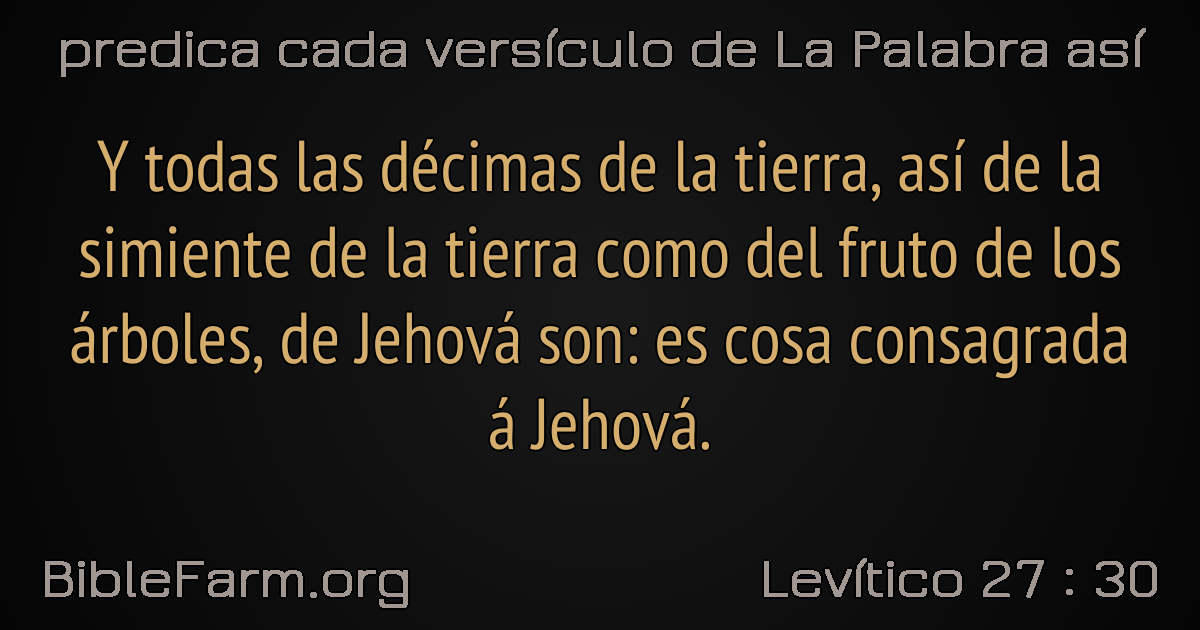 predica cada versículo de La Palabra así
Y todas las décimas de la tierra, así de la
simiente de la tierra como del fruto de los
árboles, de Jehová son: es cosa consagrada
á Jehová.
BibleFarm.org
Levítico 27 : 30